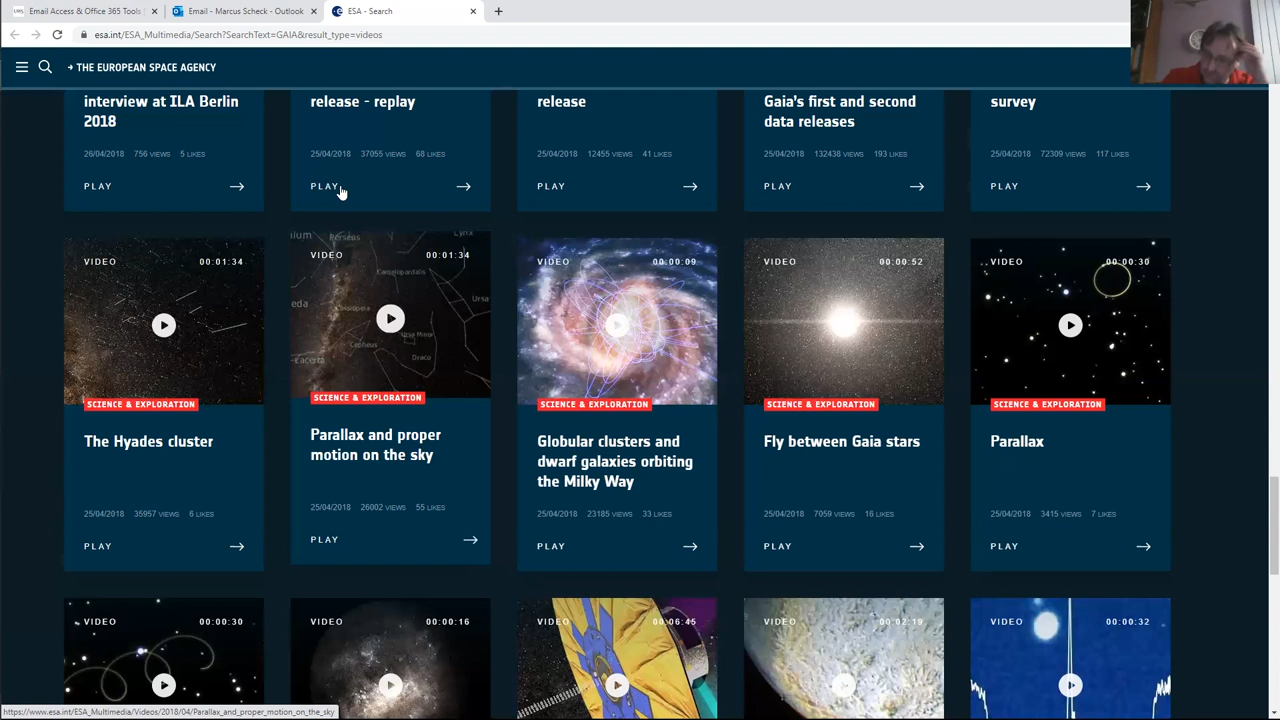 Email Access & Office 365 Tools |
Email - Marcus Scheck - Outlook
ESA - Search
esa.int/ESA_Multimedia/Search?SearchText=GAIA&result_type=videos
→ THE EUROPEAN SPACE AGENCY
interview at ILA Berlin
2018
26/04/2018 756 VIEWS 5 LIKES
PLAY
release - replay
25/04/2018 37055 VIEWS 68 LIKES
PLAY
release
25/04/2018 12455 VIEWS 41 LIKES
PLAY
Gaia's first and second
data releases
25/04/2018 132438 VIEWS 193 LIKES
PLAY
survey
25/04/2018 72309 VIEWS 117 LIKES
PLAY
VIDEO 00:01:34
SCIENCE & EXPLORATION
The Hyades cluster
25/04/2018 35957 VIEWS 6 LIKES
PLAY
Perseus
Lynx
VIDEO 00:01:34
Camelopardalis
Cassiopeia
Ursa
Ursa Minor
Cepheus
Draco
Lacerta
SCIENCE & EXPLORATION
Parallax and proper
motion on the sky
25/04/2018 26002 VIEWS 55 LIKES
PLAY
VIDEO 00:00:09
SCIENCE & EXPLORATION
Globular clusters and
dwarf galaxies orbiting
the Milky Way
25/04/2018 23185 VIEWS 33 LIKES
PLAY
VIDEO 00:00:52
SCIENCE & EXPLORATION
Fly between Gaia stars
25/04/2018 7059 VIEWS 16 LIKES
PLAY
VIDEO 00:00:30
SCIENCE & EXPLORATION
Parallax
25/04/2018 3415 VIEWS 7 LIKES
PLAY
VIDEO 00:00:30
VIDEO 00:00:16
VIDEO 00:06:45
VIDEO 00:02:19
VIDEO 00:00:32
https://www.esa.int/ESA_Multimedia/Videos/2018/04/Parallax_and_proper_motion_on_the_sky